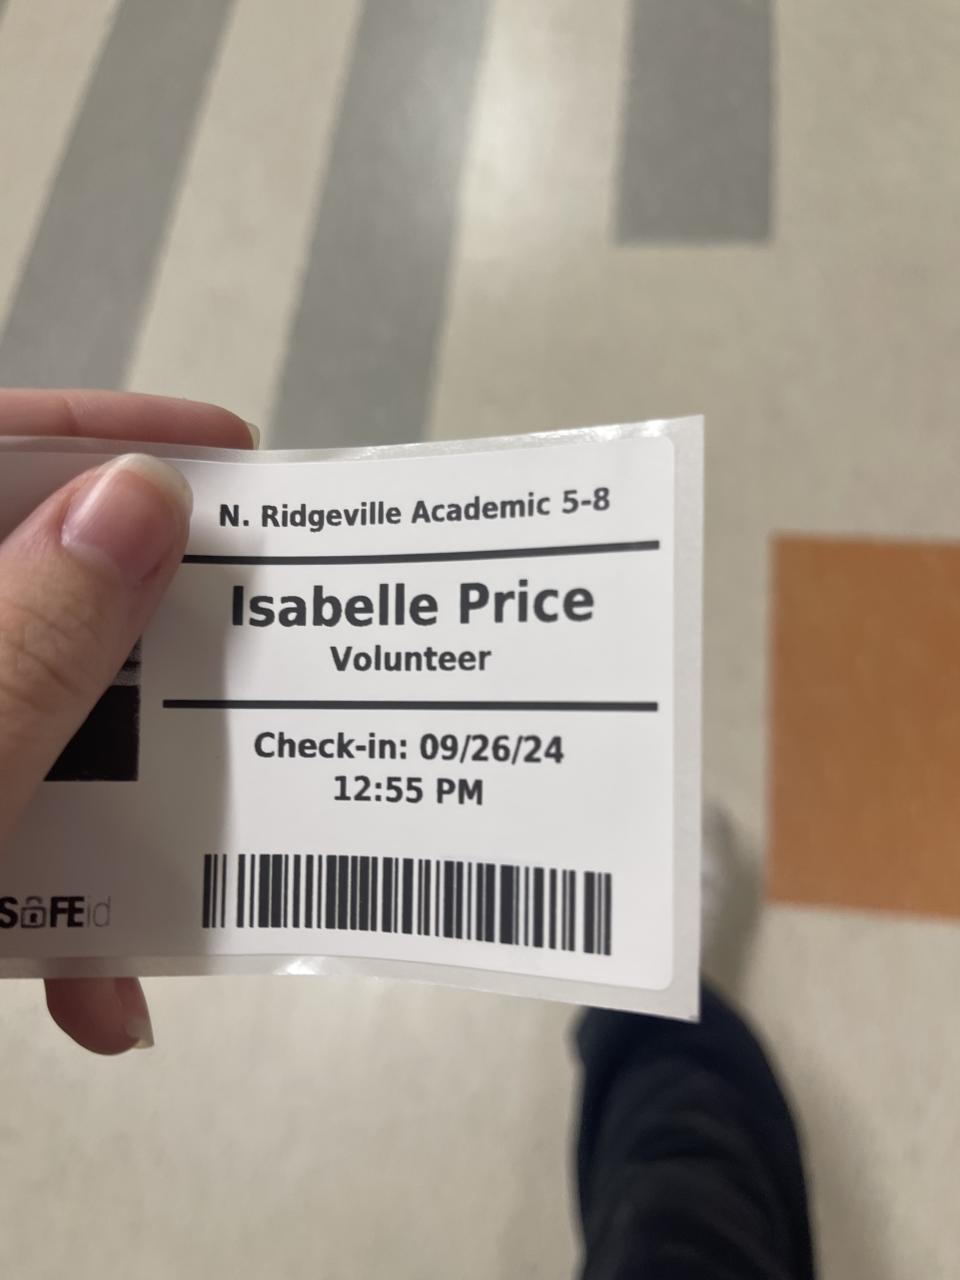 N. Ridgeville Academic 5-8
Isabelle Price
Volunteer
Check-in: 09/26/24
12:55 PM
SAFEid